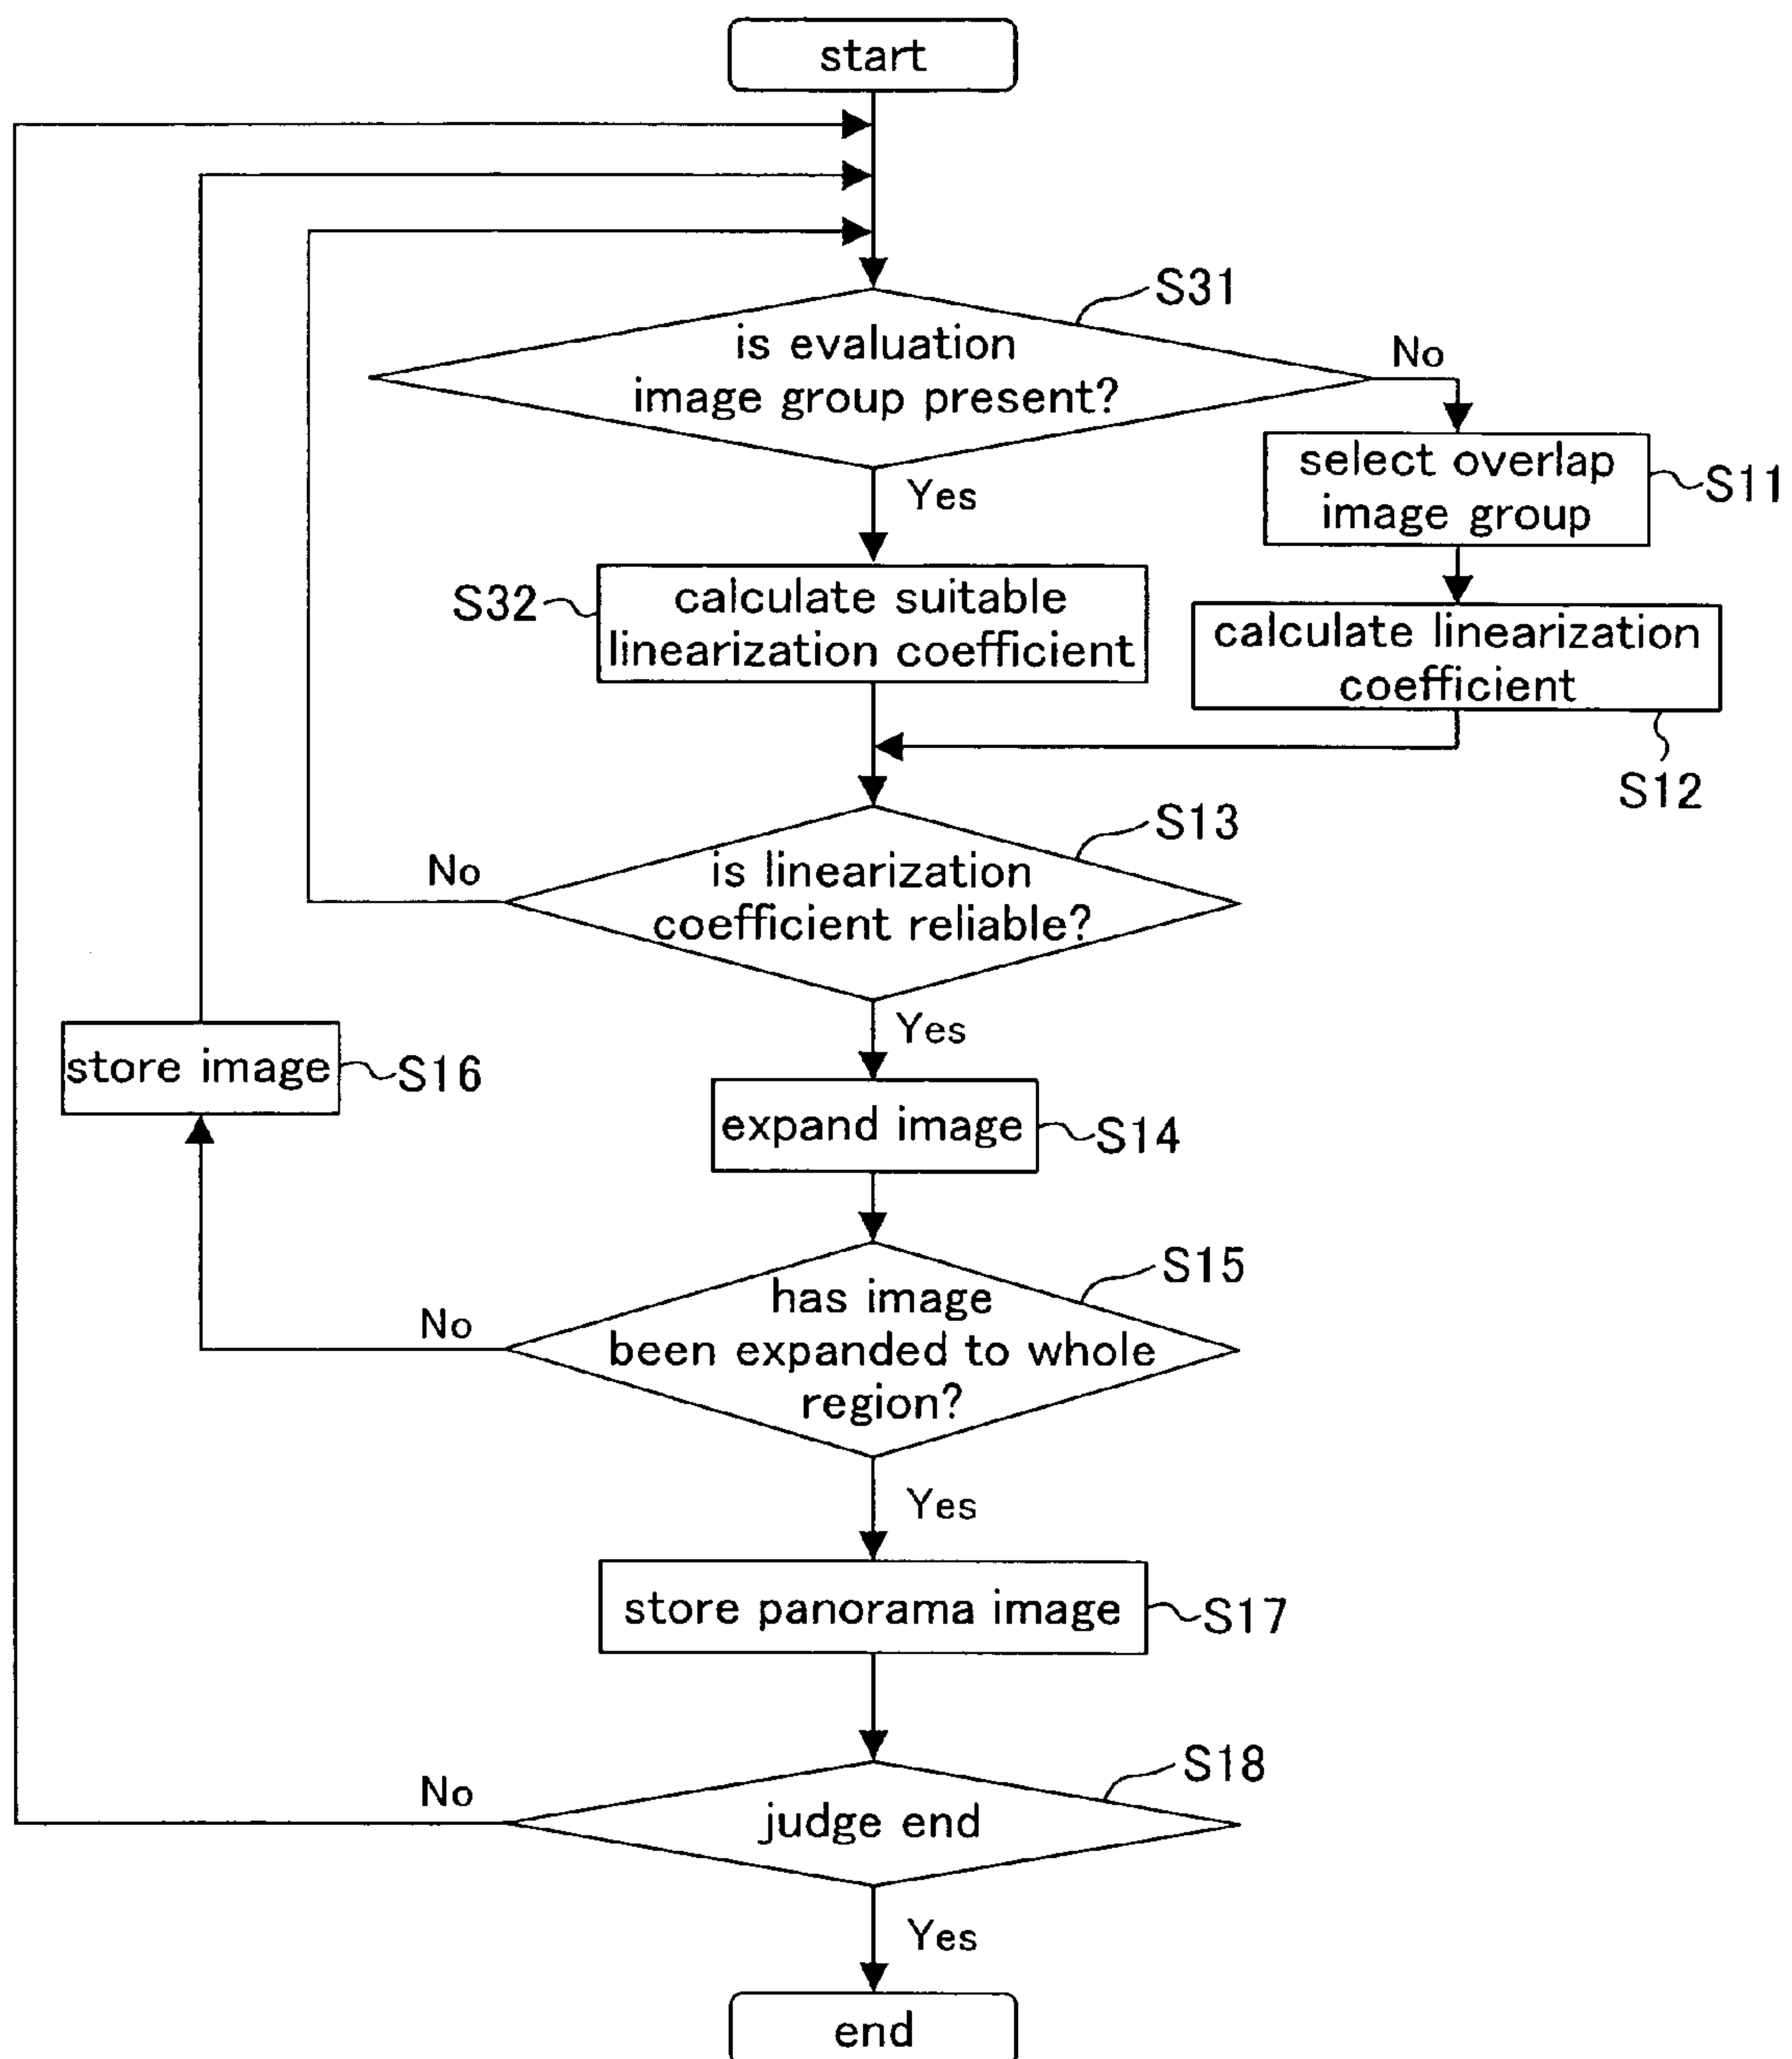 start
S31
is evaluation
image group present?
No
Yes
select overlap
image group
S11
S32
calculate suitable
linearization coefficient
calculate linearization
coefficient
S12
S13
is linearization
coefficient reliable?
No
Yes
store image
S16
expand image
S14
S15
has image
been expanded to whole
region?
No
Yes
store panorama image
S17
S18
judge end
No
Yes
end